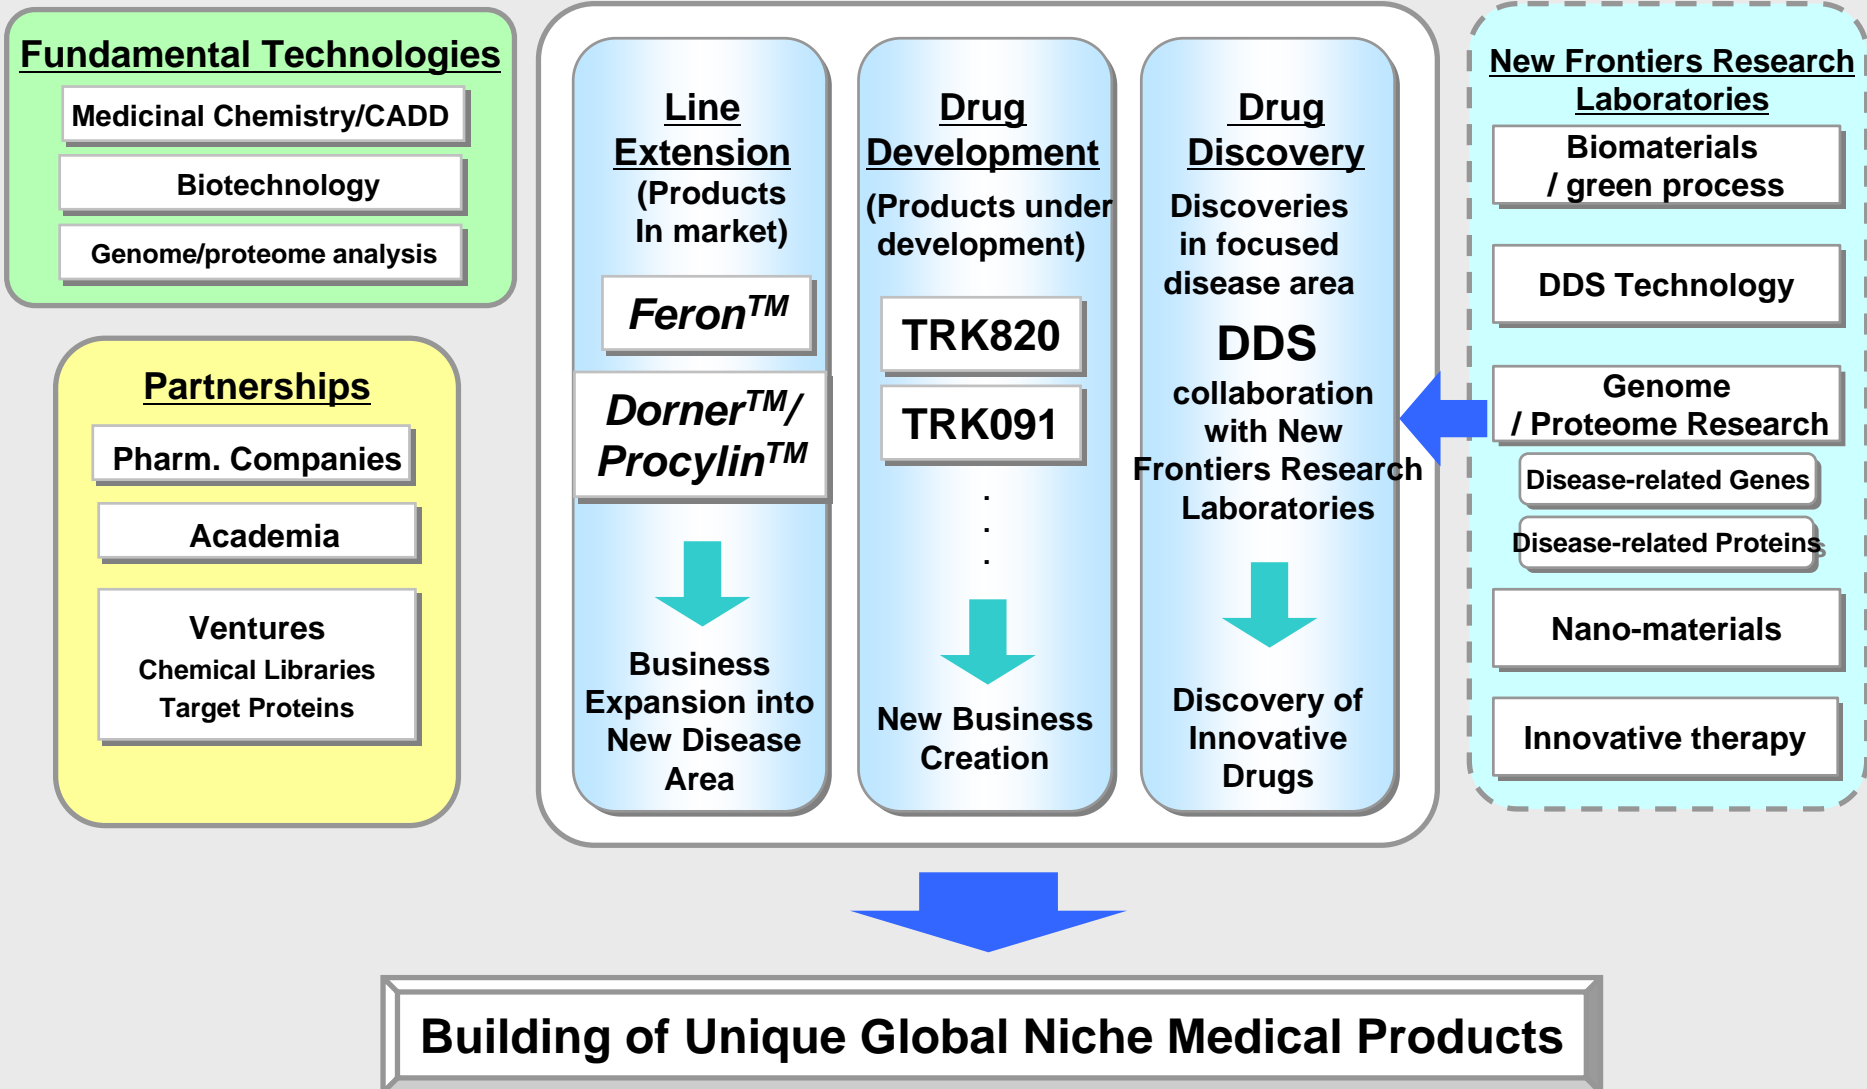 Fundamental Technologies
Medicinal Chemistry/CADD
Biotechnology
Genome/proteome analysis
Partnerships
Pharm. Companies
Academia
Ventures
Chemical Libraries
Target Proteins
Line
Extension
(Products
In market)
Feron™
Dorner™/
Procylin™
Business
Expansion into
New Disease
Area
Drug
Development
(Products under
development)
TRK820
TRK091
.
.
.
New Business
Creation
Drug
Discovery
Discoveries
in focused
disease area
DDS
collaboration
with New
Frontiers Research
Laboratories
Discovery of
Innovative
Drugs
New Frontiers Research
Laboratories
Biomaterials
/ green process
DDS Technology
Genome
/ Proteome Research
Disease-related Genes
Disease-related Proteins
Nano-materials
Innovative therapy
Building of Unique Global Niche Medical Products